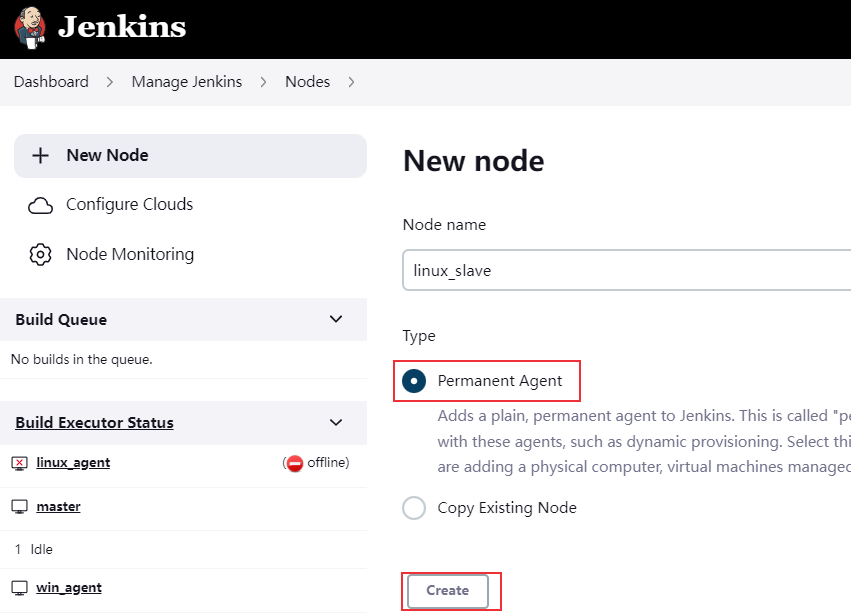 Jenkins
Dashboard > Manage Jenkins > Nodes >
New Node
Configure Clouds
Node Monitoring
Build Queue
No builds in the queue.
Build Executor Status
linux_agent (offline)
master
1 Idle
win_agent
New node
Node name
linux_slave
Type
Permanent Agent
Adds a plain, permanent agent to Jenkins. This is called "pe
with these agents, such as dynamic provisioning. Select thi
are adding a physical computer, virtual machines managed
Copy Existing Node
Create